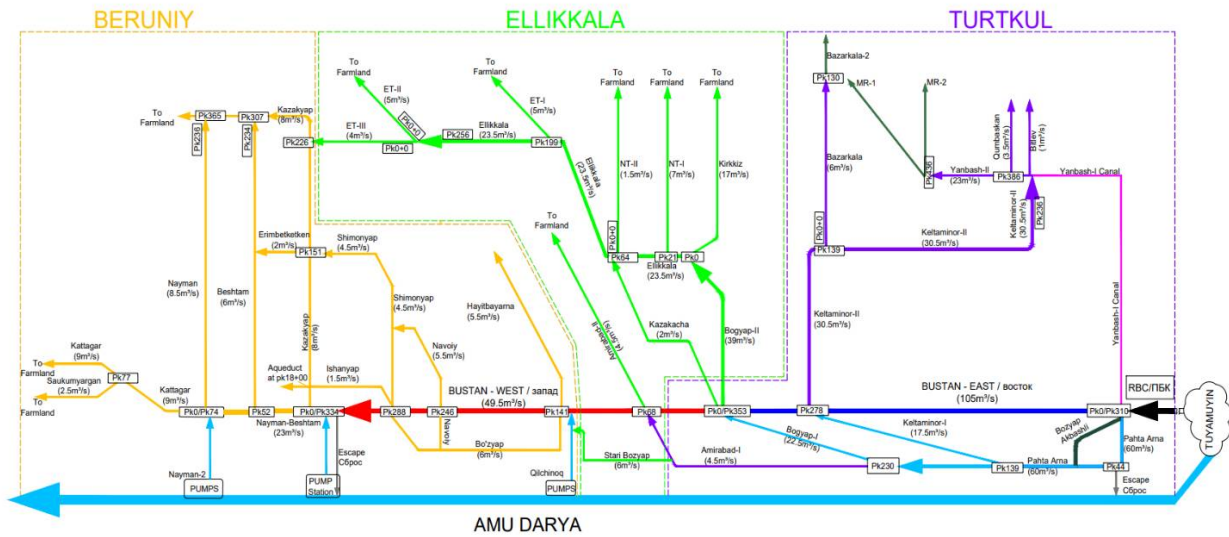 BERUNIY
ELLIKKALA
TURTKUL
To
Farmland
Pk365
Pk307
Kazakyap
(8m³/s)
Pk236
Pk234
Pk226
ET-II
(5m³/s)
ET-III
(4m³/s)
Pk0+0
Pk0+0
Pk256
Ellikkala
(23.5m³/s)
To
Farmland
To
Farmland
ET-I
(5m³/s)
Pk199
Ellikkala
(23.5m³/s)
To
Farmland
To
Farmland
To
Farmland
NT-II
(1.5m³/s)
NT-I
(7m³/s)
Kirkkiz
(17m³/s)
Pk0+0
Pk64
Pk21
Pk0
Ellikkala
(23.5m³/s)
Bazarkala-2
Pk130
MR-1
MR-2
Bazarkala
(6m³/s)
Pk436
Yanbash-II
(23m³/s)
Pk386
Qumbaskan
(3.5m³/s)
Bitlev
(1m³/s)
Yanbash-I Canal
Keltaminor-II
(30.5m³/s)
Pk236
Pk0+0
Pk139
Keltaminor-II
(30.5m³/s)
Keltaminor-II
(30.5m³/s)
Yanbash-I Canal
Erimbetketken
(2m³/s)
Pk151
Shimonyap
(4.5m³/s)
Nayman
(8.5m³/s)
Beshtam
(6m³/s)
Kazakyap
(8m³/s)
Shimonyap
(4.5m³/s)
Navoiy
(5.5m³/s)
Hayitbayarna
(5.5m³/s)
To
Farmland
Amirabad-II
(4.5m³/s)
Kazakacha
(2m³/s)
Bogyap-II
(39m³/s)
Kattagar
(9m³/s)
To
Farmland
Saukumyargan
(2.5m³/s)
To
Farmland
Pk77
Kattagar
(9m³/s)
Aqueduct
at pk18+00
Ishanyap
(1.5m³/s)
BUSTAN - WEST / запад
(49.5m³/s)
BUSTAN - EAST / восток
(105m³/s)
RBC/ПБК
TUYAMUYIN
Pk0/Pk74
Pk52
Pk0/Pk334
Pk288
Pk246
Pk141
Pk68
Pk0/Pk353
Pk278
Pk0/Pk310
Nayman-Beshtam
(23m³/s)
Navoiy
Bo'zyap
(6m³/s)
Stari Bozyap
(6m³/s)
Amirabad-I
(4.5m³/s)
Bogyap-I
(22.5m³/s)
Keltaminor-I
(17.5m³/s)
Bozyap
Akbashli
Pahta Arna
(60m³/s)
Pk230
Pk139
Pahta Arna
(60m³/s)
Pk44
Escape
Сброс
Nayman-2
PUMPS
PUMP
Station
Escape
Сброс
Qilchinoq
PUMPS
AMU DARYA